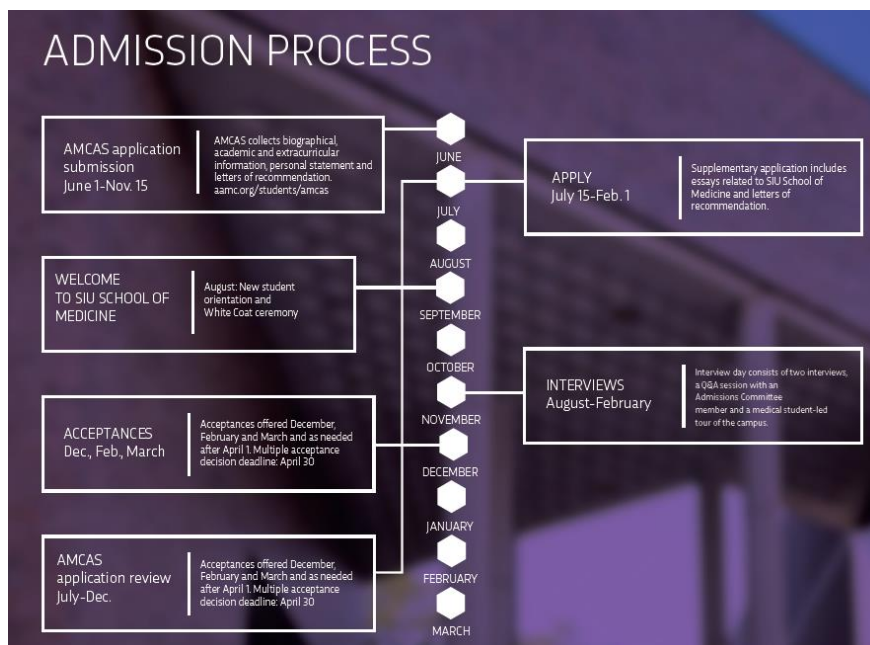 ADMISSION PROCESS
AMCAS application
submission
June 1-Nov. 15
AMCAS collects biographical,
academic and extracurricular
information, personal statement and
letters of recommendation.
aamc.org/students/amcas
JUNE
APPLY
July 15-Feb. 1
Supplementary application includes
essays related to SIU School of
Medicine and letters of
recommendation.
JULY
AUGUST
WELCOME
TO SIU SCHOOL OF
MEDICINE
August: New student
orientation and
White Coat ceremony
SEPTEMBER
OCTOBER
INTERVIEWS
August-February
Interview day consists of two interviews,
a Q&A session with an
Admissions Committee
member and a medical student-led
tour of the campus.
NOVEMBER
ACCEPTANCES
Dec., Feb., March
Acceptances offered December,
February and March and as needed
after April 1. Multiple acceptance
decision deadline: April 30
DECEMBER
JANUARY
AMCAS
application review
July-Dec.
Acceptances offered December,
February and March and as needed
after April 1. Multiple acceptance
decision deadline: April 30
FEBRUARY
MARCH